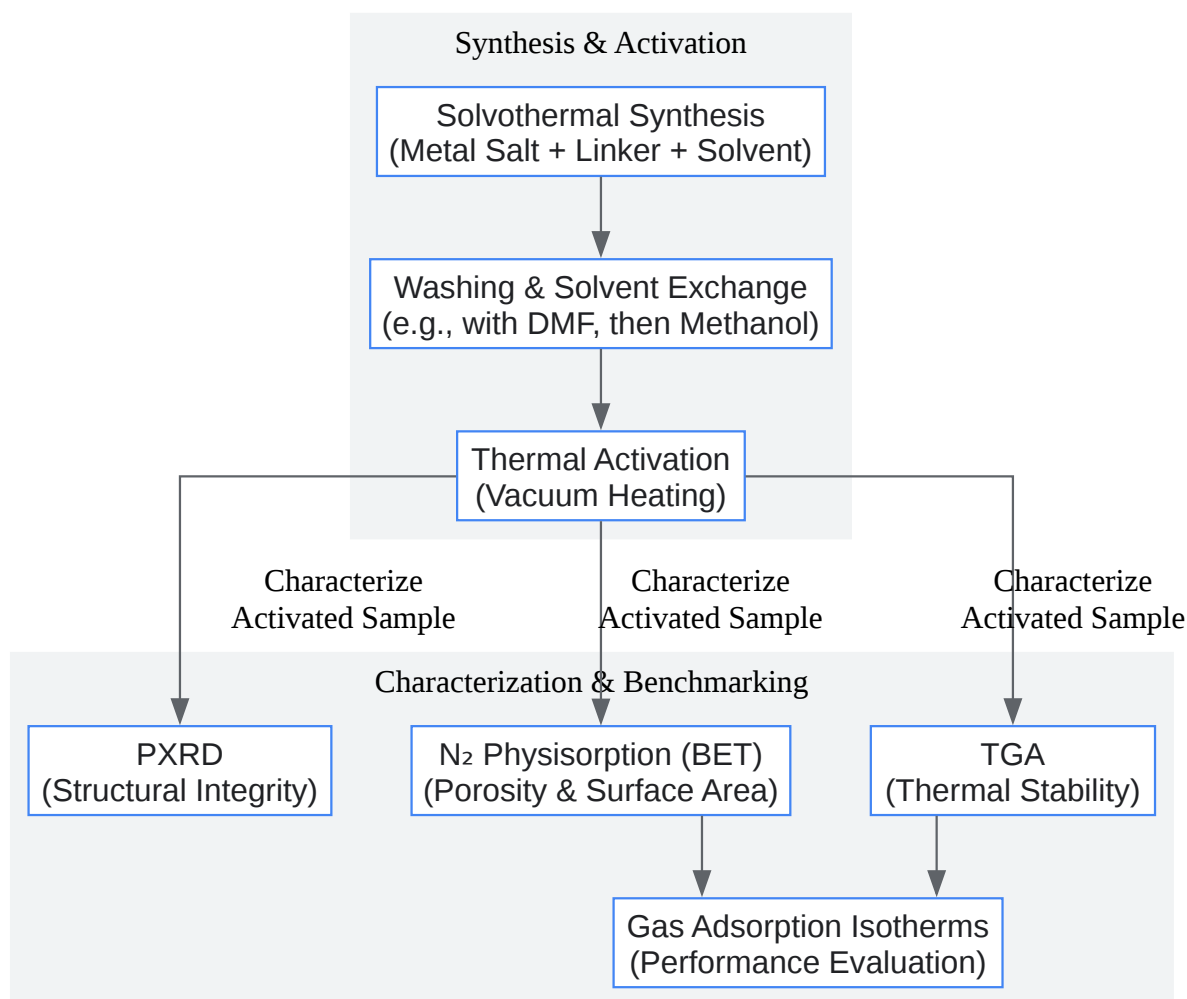 Synthesis & Activation
Solvothermal Synthesis
(Metal Salt + Linker + Solvent)
Washing & Solvent Exchange
(e.g., with DMF, then Methanol)
Thermal Activation
(Vacuum Heating)
Characterize
Activated Sample
Characterize
Activated Sample
Characterize
Activated Sample
Characterization & Benchmarking
PXRD
(Structural Integrity)
N₂ Physisorption (BET)
(Porosity & Surface Area)
TGA
(Thermal Stability)
Gas Adsorption Isotherms
(Performance Evaluation)